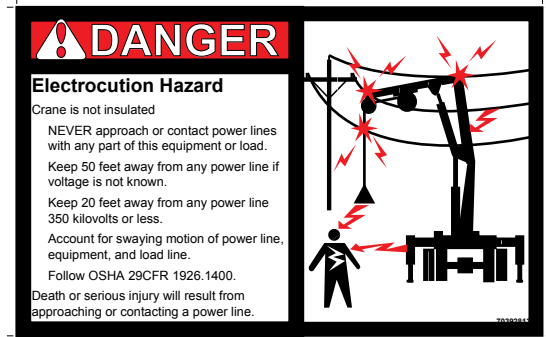 DANGER
Electrocution Hazard
Crane is not insulated
NEVER approach or contact power lines
with any part of this equipment or load.
Keep 50 feet away from any power line if
voltage is not known.
Keep 20 feet away from any power line
350 kilovolts or less.
Account for swaying motion of power line,
equipment, and load line.
Follow OSHA 29CFR 1926.1400.
Death or serious injury will result from
approaching or contacting a power line.